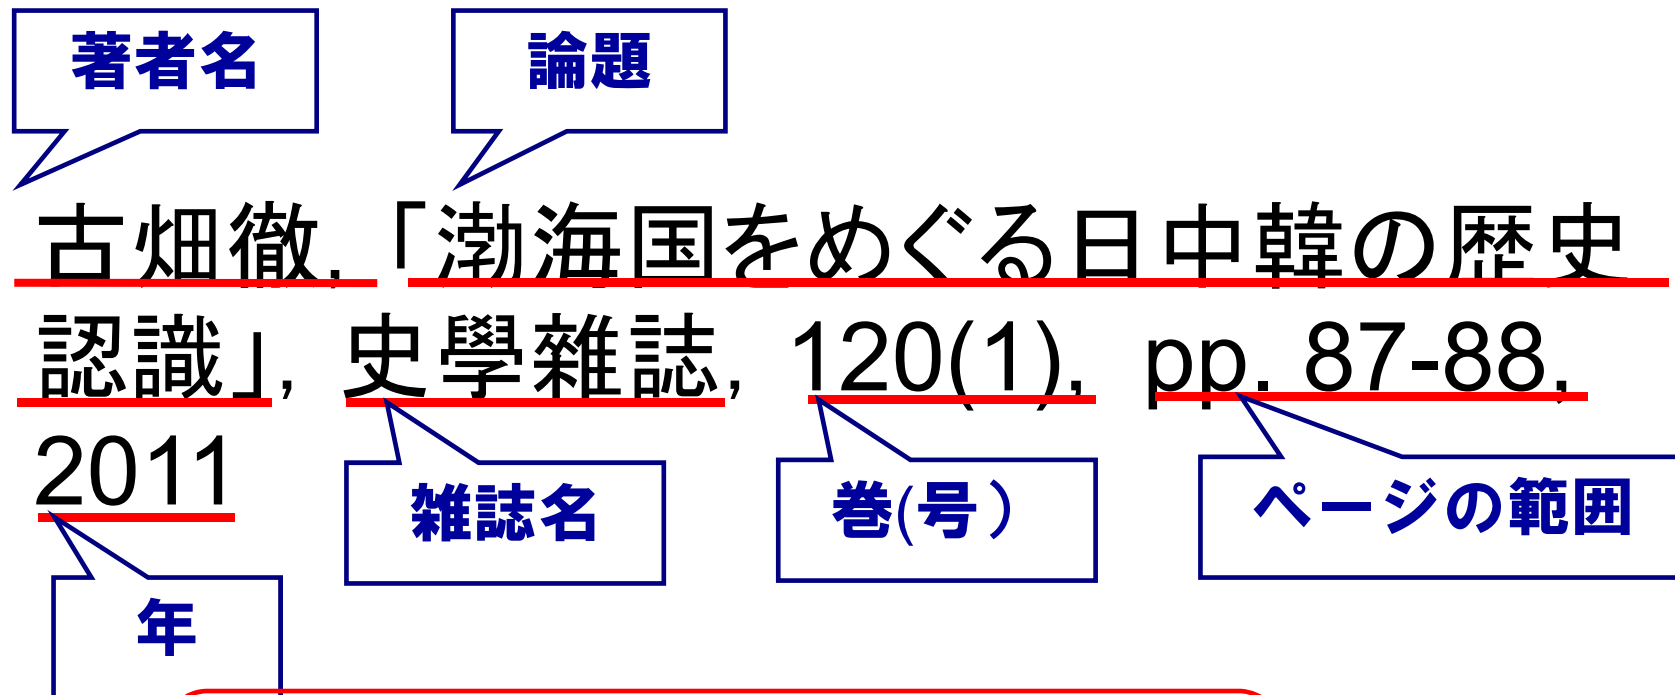 著者名
論題
古畑徹,「渤海国をめぐる日中韓の歴史
認識」, 史學雜誌, 120(1), pp. 87-88,
2011
雑誌名
巻(号）
ページの範囲
年